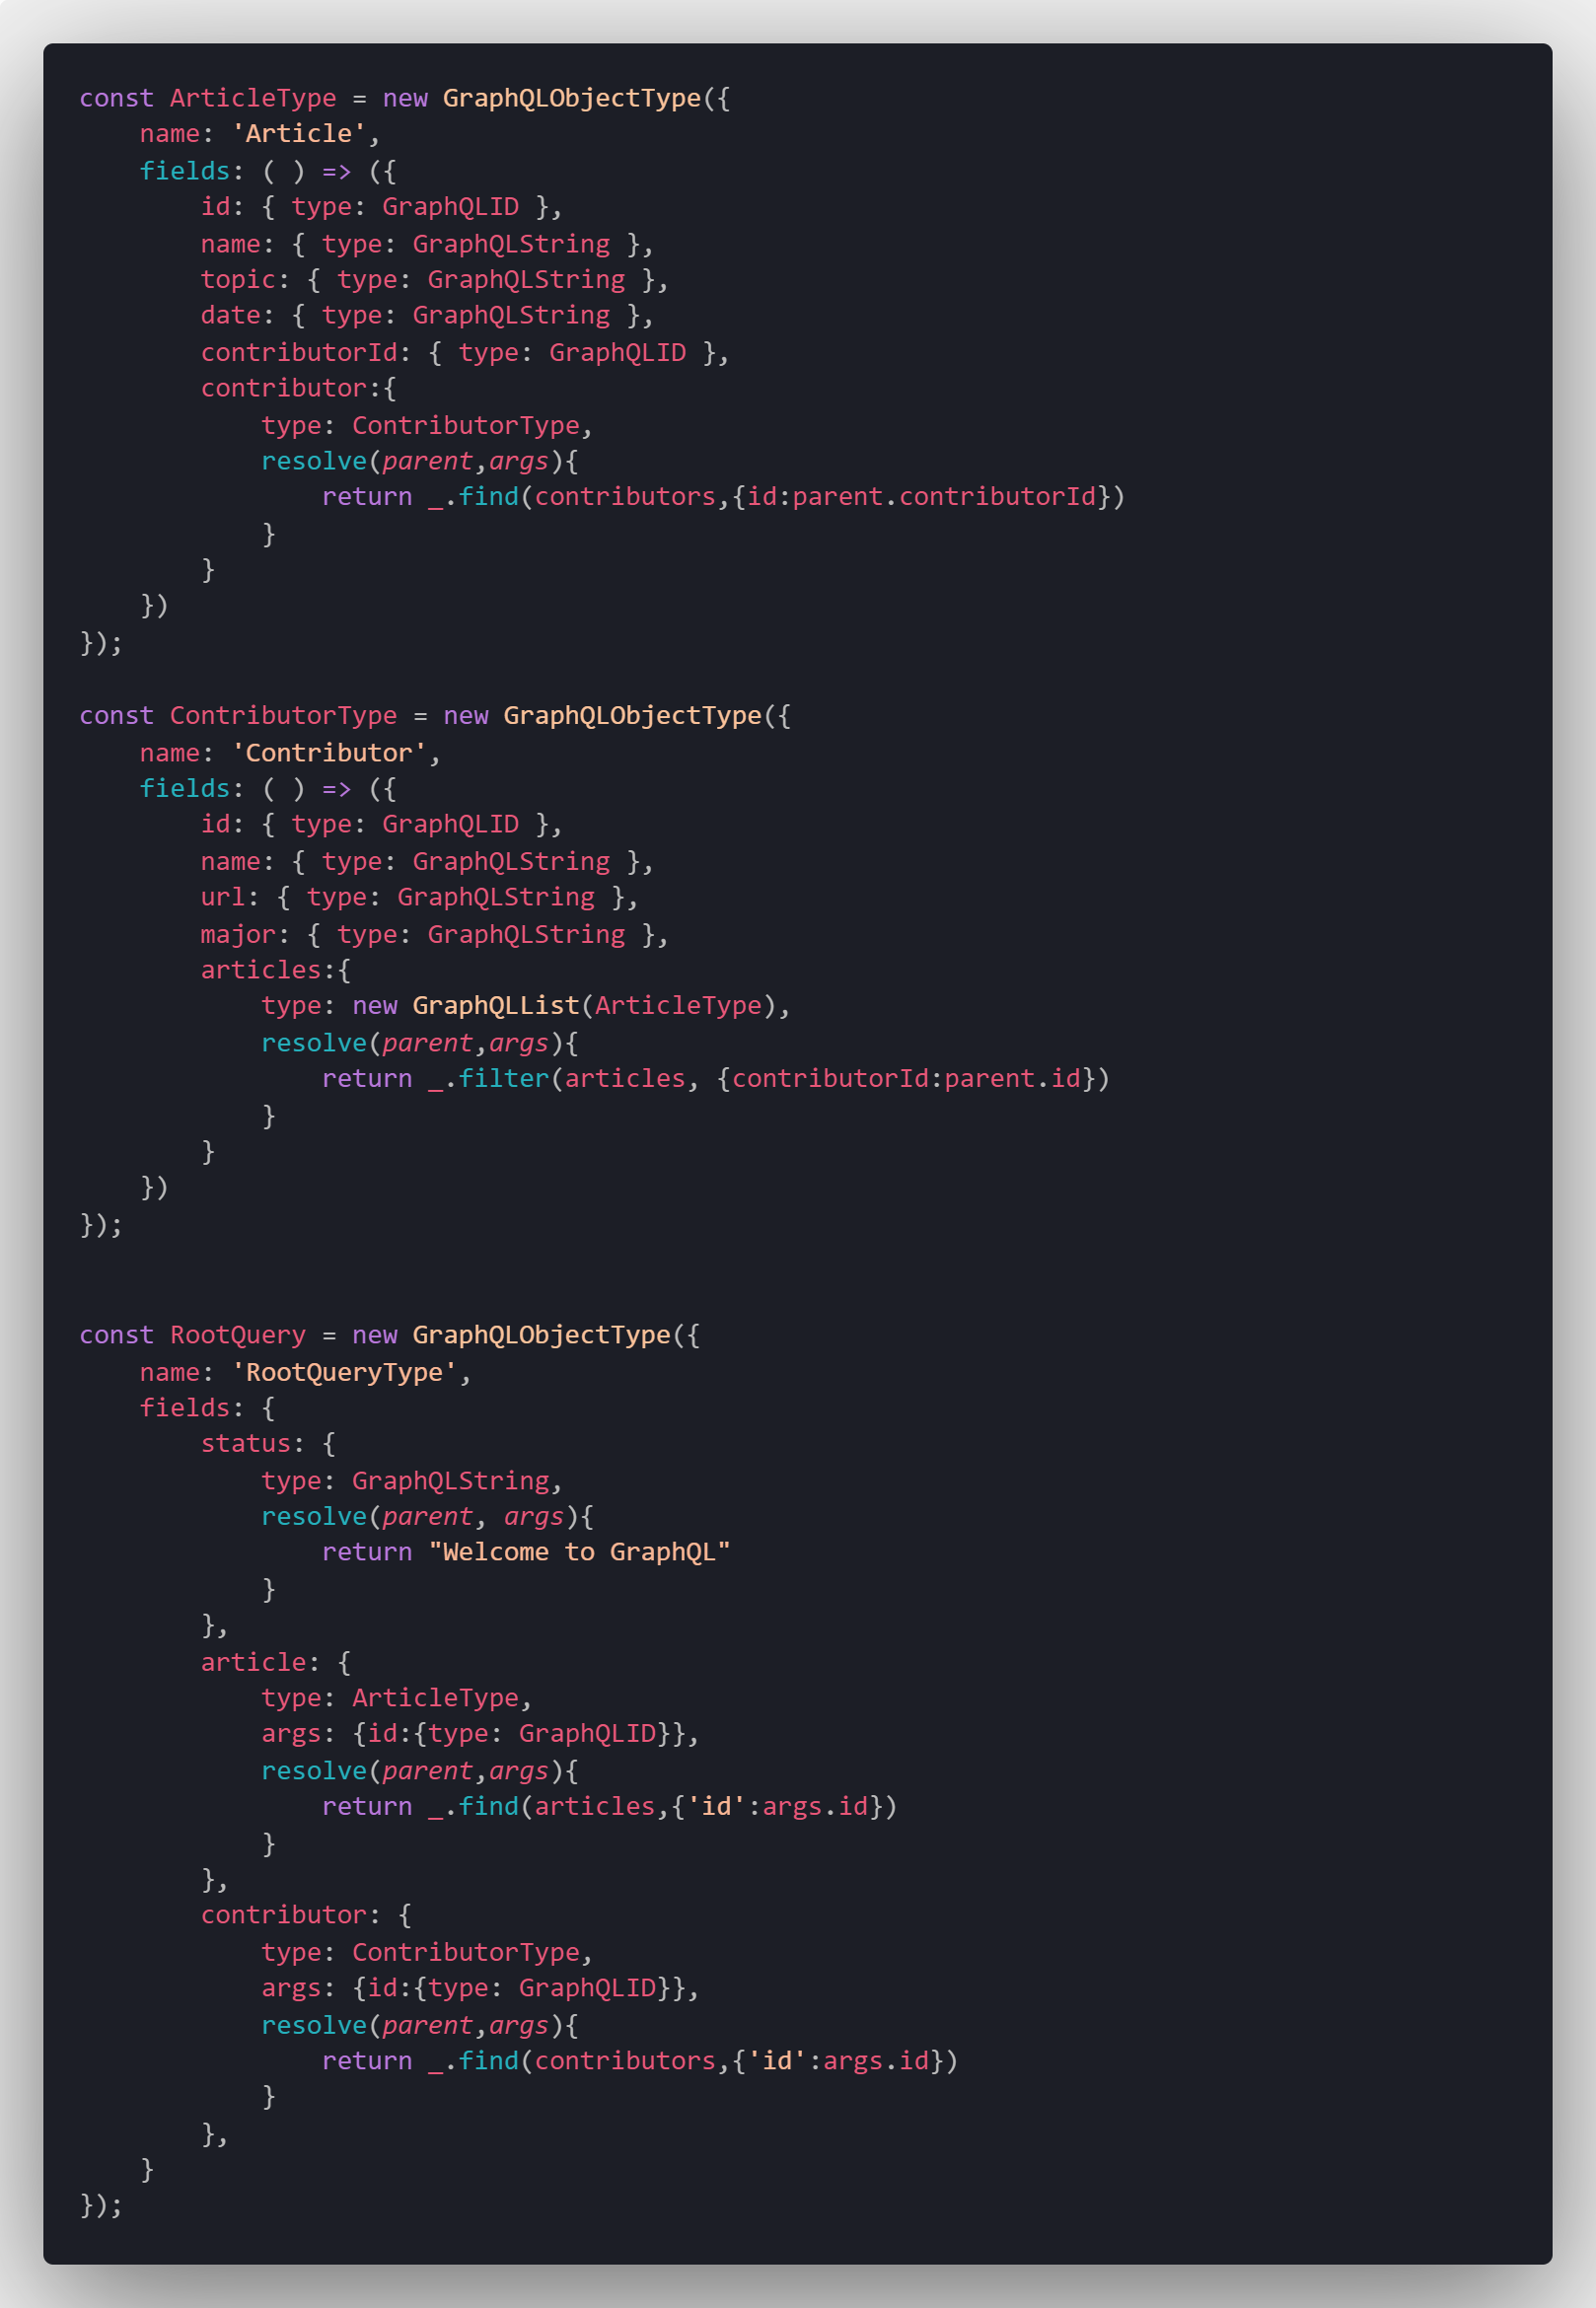 const ArticleType = new GraphQLObjectType({
    name: 'Article',
    fields: ( ) => ({
        id: { type: GraphQLID },
        name: { type: GraphQLString },
        topic: { type: GraphQLString },
        date: { type: GraphQLString },
        contributorId: { type: GraphQLID },
        contributor:{
            type: ContributorType,
            resolve(parent,args){
                return _.find(contributors,{id:parent.contributorId})
            }
        }
    })
});

const ContributorType = new GraphQLObjectType({
    name: 'Contributor',
    fields: ( ) => ({
        id: { type: GraphQLID },
        name: { type: GraphQLString },
        url: { type: GraphQLString },
        major: { type: GraphQLString },
        articles:{
            type: new GraphQLList(ArticleType),
            resolve(parent,args){
                return _.filter(articles, {contributorId:parent.id})
            }
        }
    })
});


const RootQuery = new GraphQLObjectType({
    name: 'RootQueryType',
    fields: {
        status: {
            type: GraphQLString,
            resolve(parent, args){
                return "Welcome to GraphQL"
            }
        },
        article: {
            type: ArticleType,
            args: {id:{type: GraphQLID}},
            resolve(parent,args){
                return _.find(articles,{'id':args.id})
            }
        },
        contributor: {
            type: ContributorType,
            args: {id:{type: GraphQLID}},
            resolve(parent,args){
                return _.find(contributors,{'id':args.id})
            }
        },
    }
});